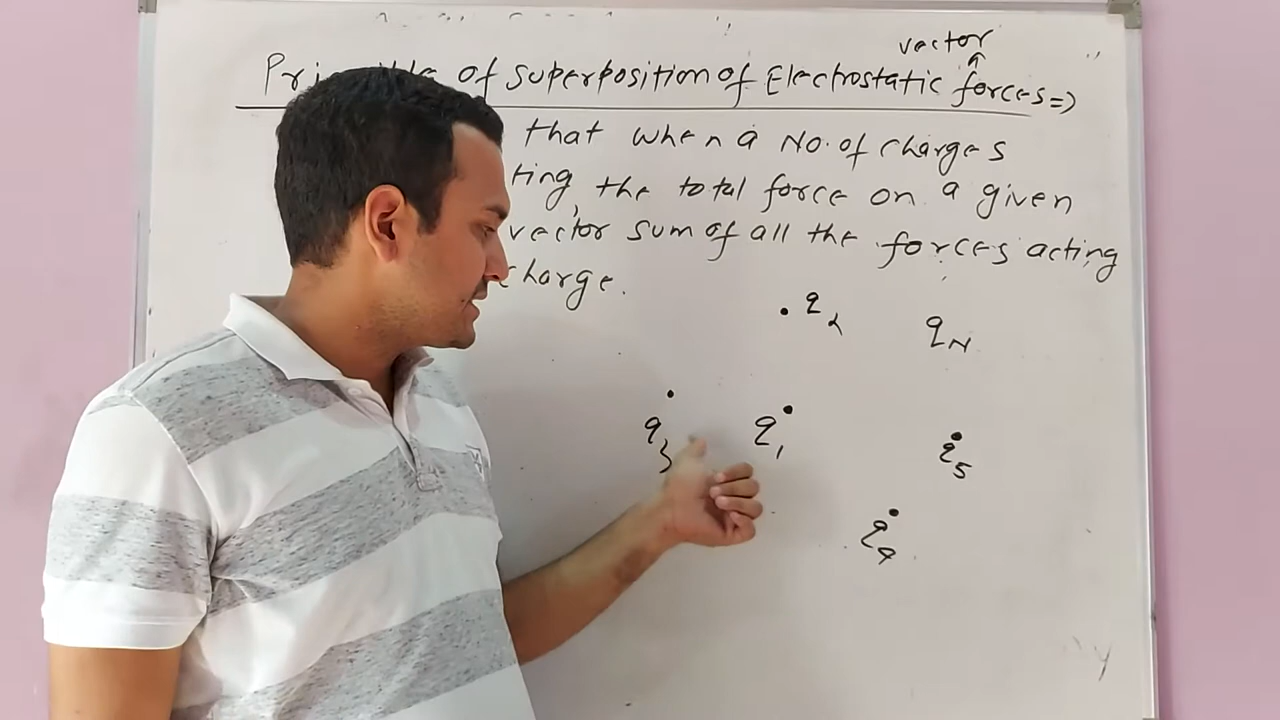 vector
of superposition of Electrostatic forces =>
that when a No. of charges
ting, the total force on a given
vector sum of all the forces acting
charge.
q2
qN
q3
q1
q5
q4